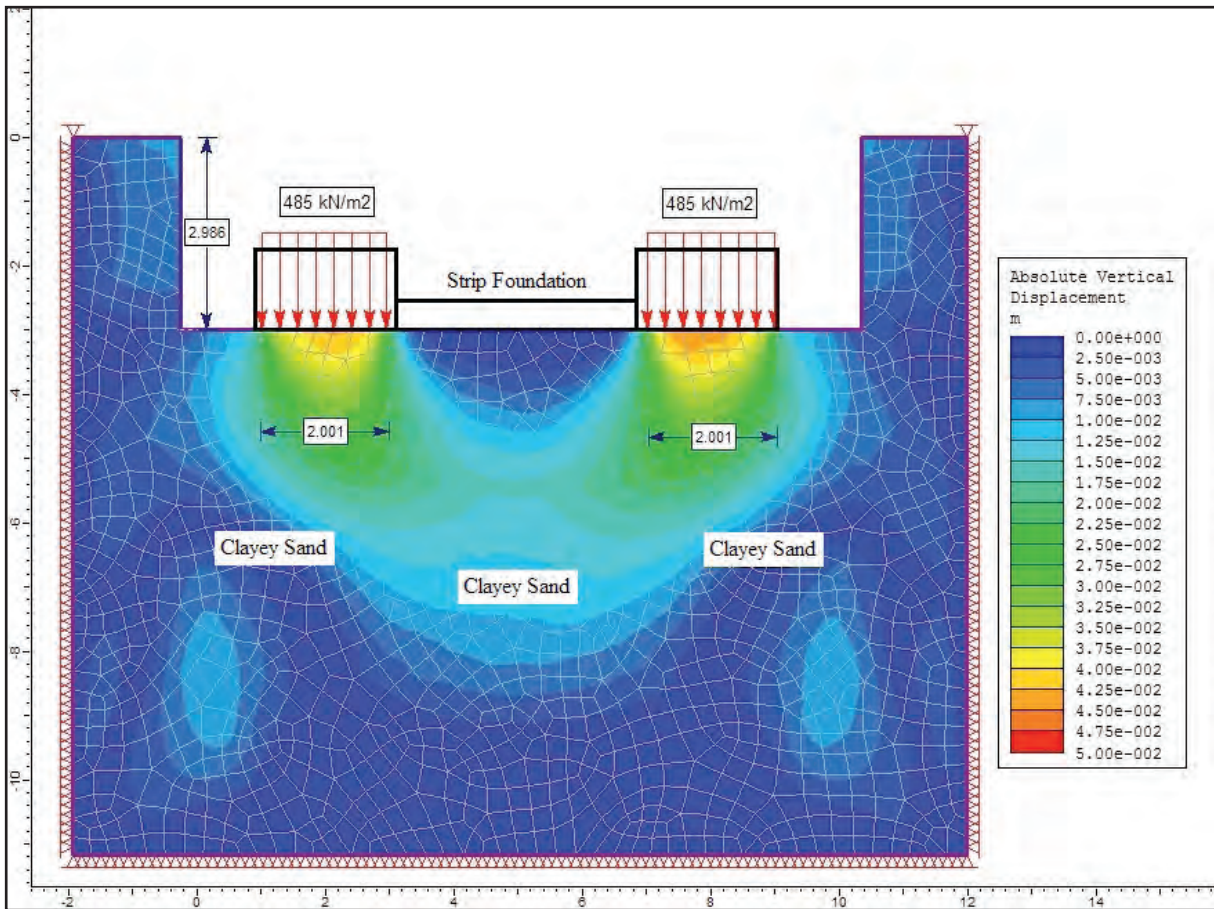 2
0
-2
-4
-6
-8
-10
485 kN/m2
485 kN/m2
2.986
Strip Foundation
2.001
2.001
Clayey Sand
Clayey Sand
Clayey Sand
Absolute Vertical
Displacement
m
0.00e+000
2.50e-003
5.00e-003
7.50e-003
1.00e-002
1.25e-002
1.50e-002
1.75e-002
2.00e-002
2.25e-002
2.50e-002
2.75e-002
3.00e-002
3.25e-002
3.50e-002
3.75e-002
4.00e-002
4.25e-002
4.50e-002
4.75e-002
5.00e-002
-2 0 2 4 6 8 10 12 14